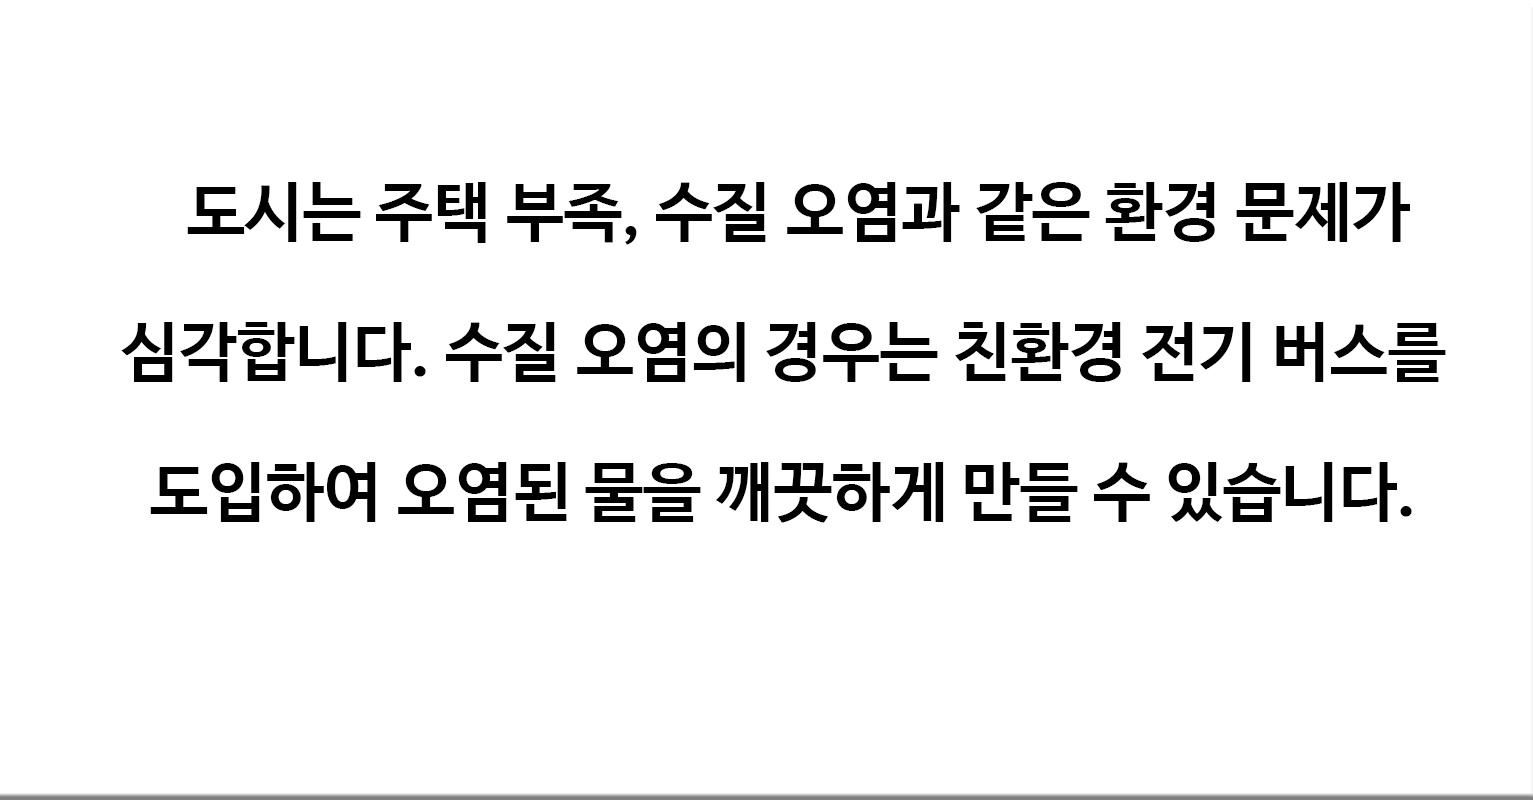 도시는 주택 부족, 수질 오염과 같은 환경 문제가
심각합니다. 수질 오염의 경우는 친환경 전기 버스를
도입하여 오염된 물을 깨끗하게 만들 수 있습니다.